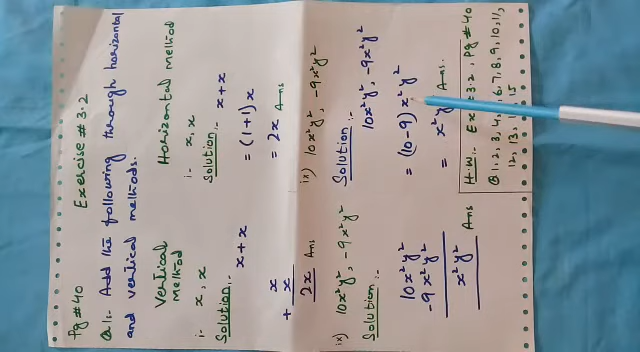 Pg #40 Exercise # 3.2
Q1:- Add the following through horizontal
and vertical methods.
Vertical Method
i- x, x
Solution:-
x + x
x
+ x
2x Ans
Horizontal Method
i- x, x
Solution:-
x + x
= (1+1) x
= 2x Ans
ix) 10x²y², -9x²y²
Solution:-
10x²y²
-9x²y²
x²y² Ans
ix) 10x²y², -9x²y²
Solution:-
10x²y², -9x²y²
= (10-9) x²y²
= x²y² Ans.
H.W:- Ex # 3.2, Pg # 40
Q 1, 2, 3, 4, 6, 7, 8, 9, 10, 11,
12, 13, 15